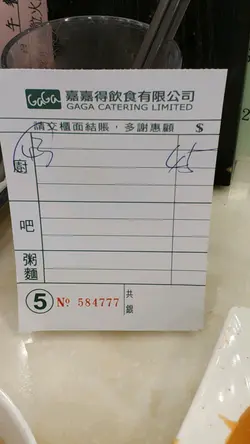 GaGa 嘉嘉得飲食有限公司
GAGA CATERING LIMITED
請交櫃面結賬，多謝惠顧 $
廚 45
吧
粥麵
5 No 584777 共銀